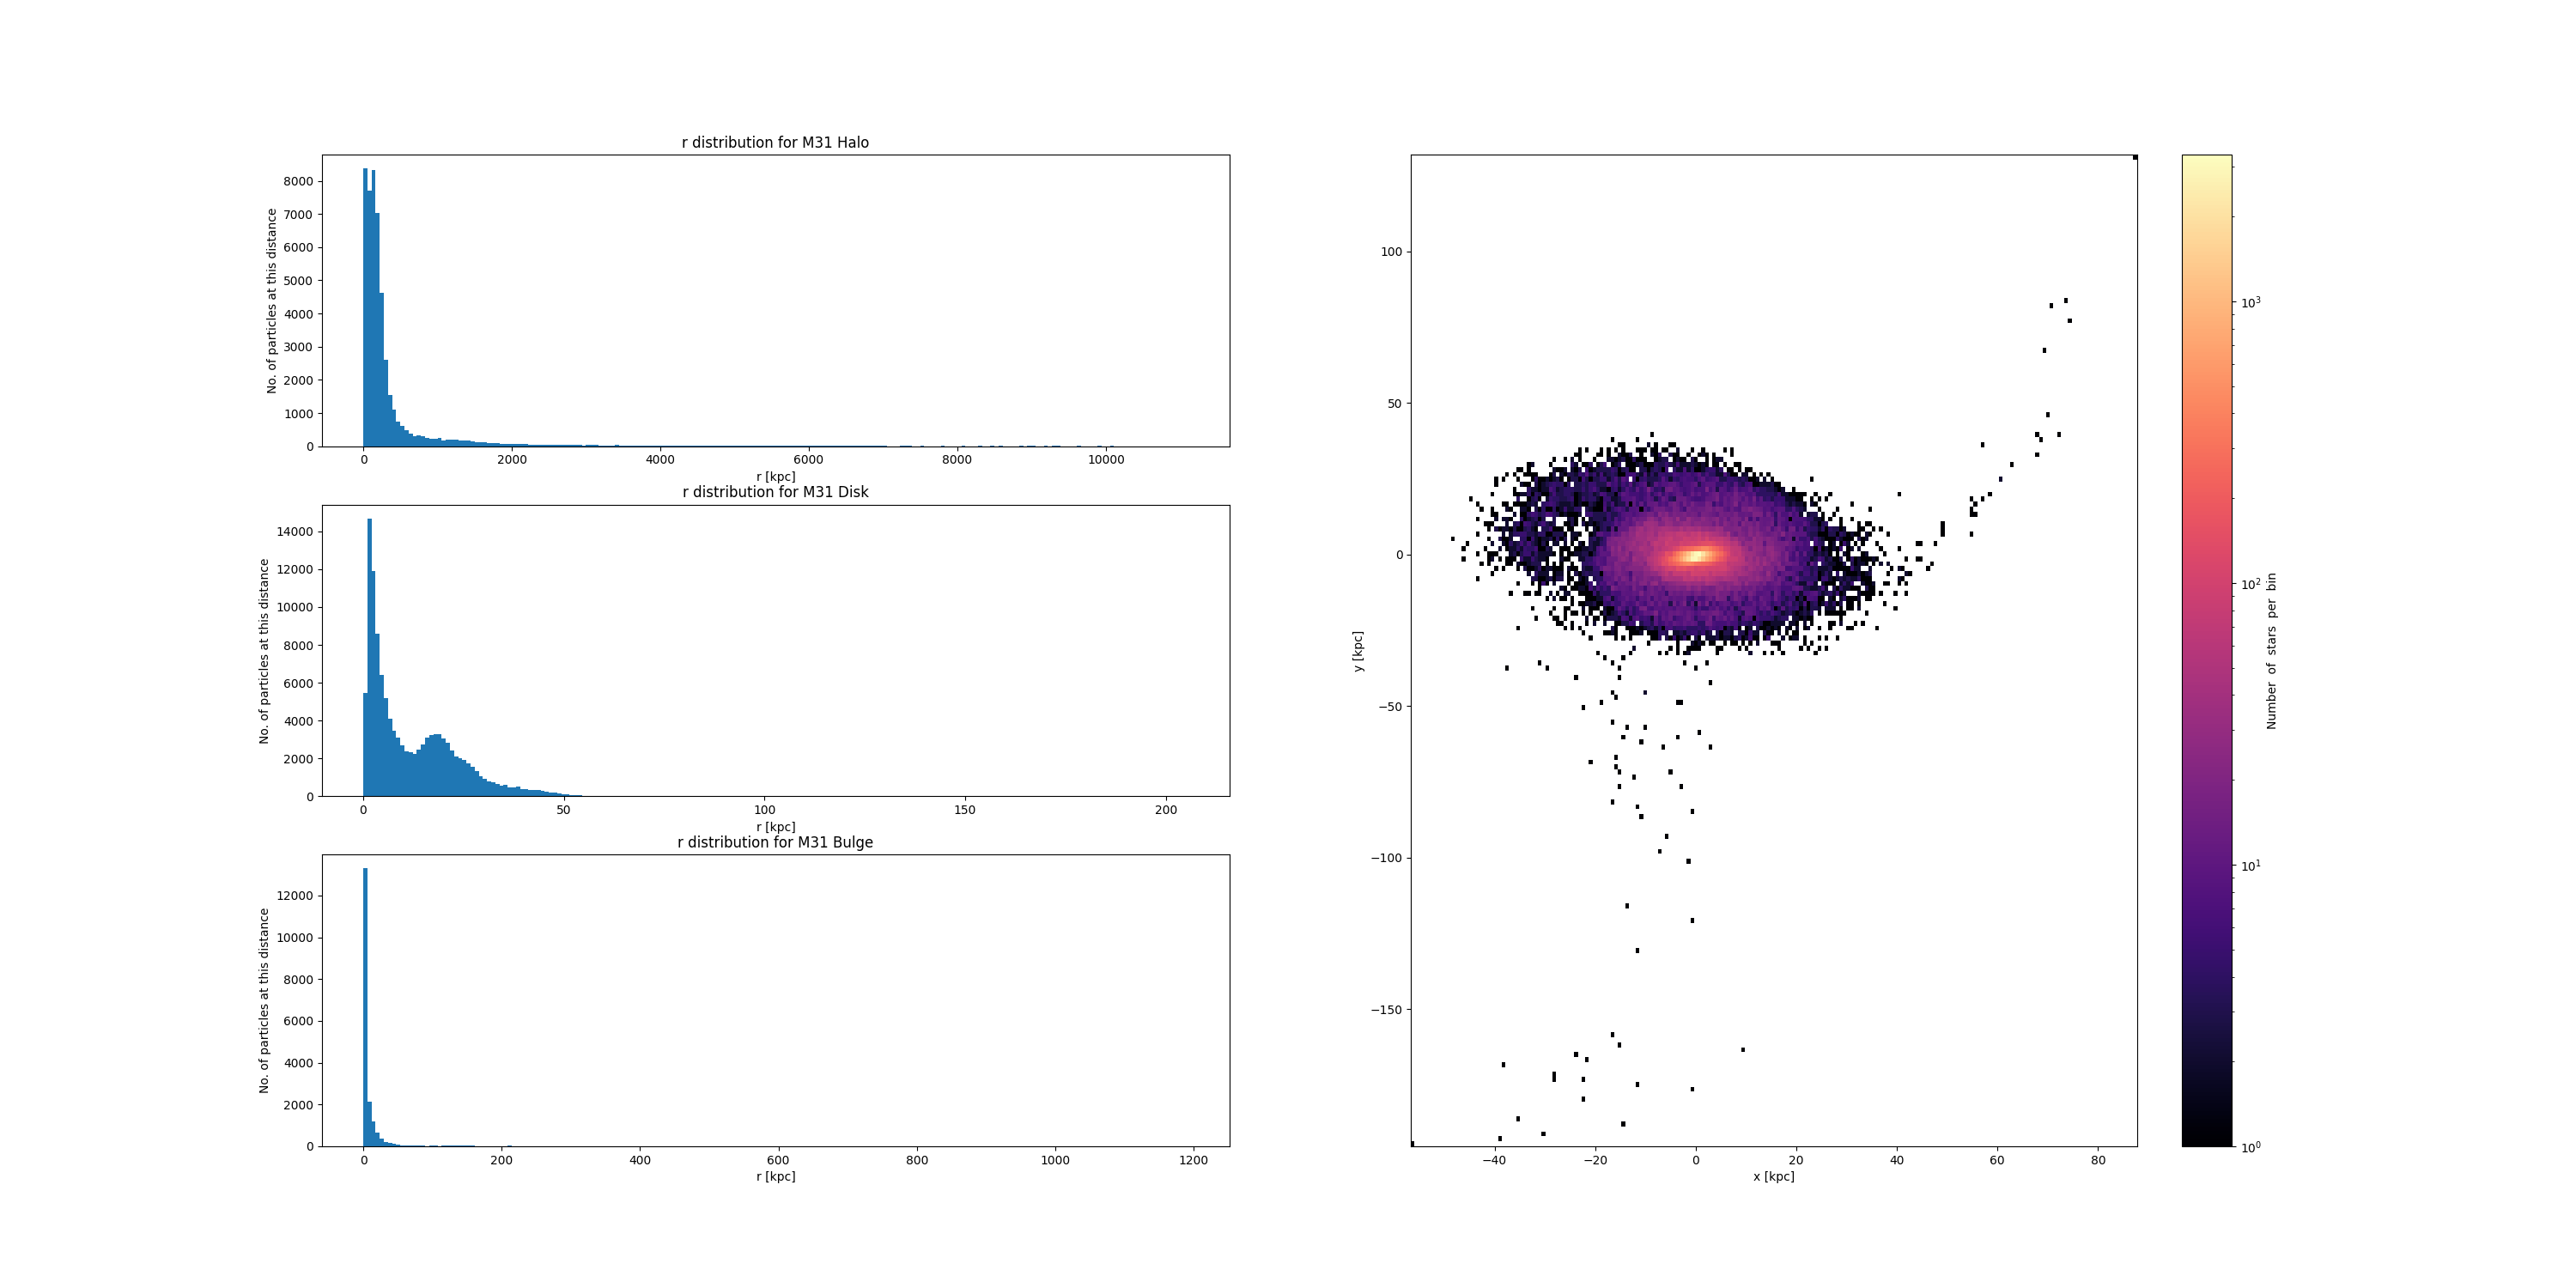 r distribution for M31 Halo
No. of particles at this distance
8000
7000
6000
5000
4000
3000
2000
1000
0
0 2000 4000 6000 8000 10000
r [kpc]
r distribution for M31 Disk
No. of particles at this distance
14000
12000
10000
8000
6000
4000
2000
0
0 50 100 150 200
r [kpc]
r distribution for M31 Bulge
No. of particles at this distance
12000
10000
8000
6000
4000
2000
0
0 200 400 600 800 1000 1200
r [kpc]
y [kpc]
100
50
0
−50
−100
−150
−40 −20 0 20 40 60 80
x [kpc]
10³
10²
10¹
10⁰
Number of stars per bin